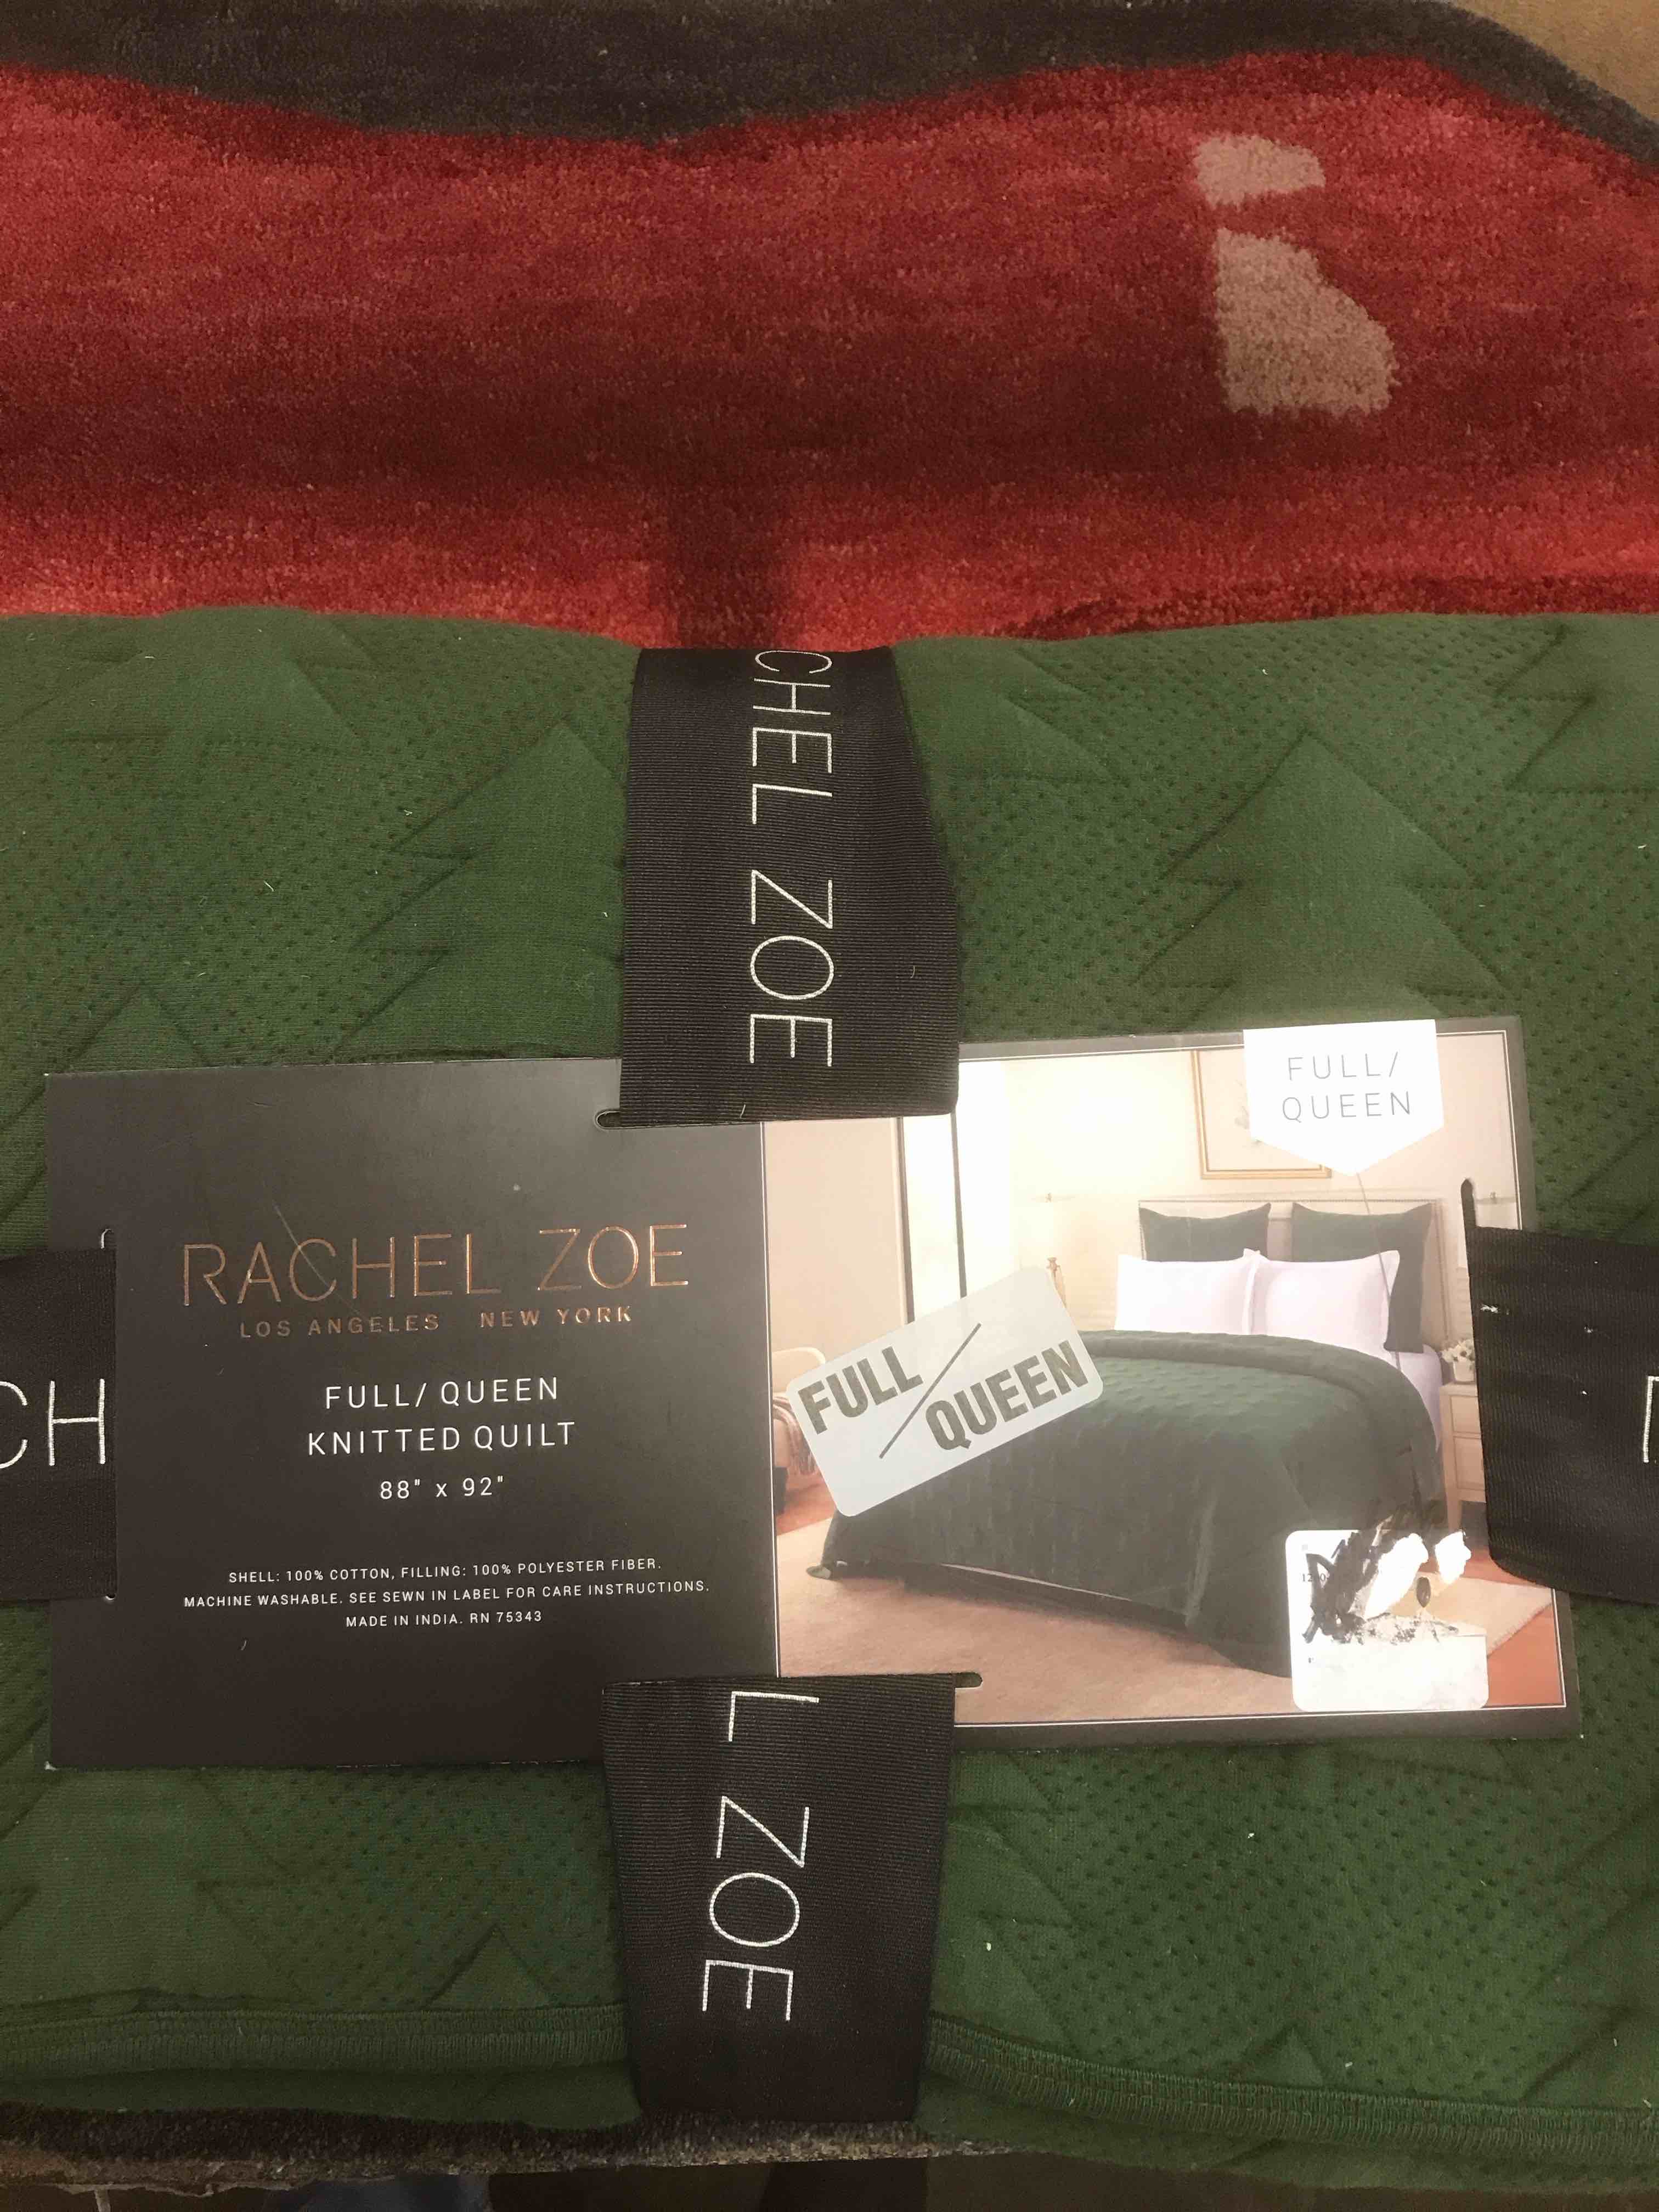 CHEL ZOE
FULL/
QUEEN
RACHEL ZOE
LOS ANGELES NEW YORK
FULL/ QUEEN
KNITTED QUILT
88" x 92"
SHELL: 100% COTTON, FILLING: 100% POLYESTER FIBER.
MACHINE WASHABLE. SEE SEWN IN LABEL FOR CARE INSTRUCTIONS.
MADE IN INDIA. RN 75343
FULL/
QUEEN
CH
L ZOE